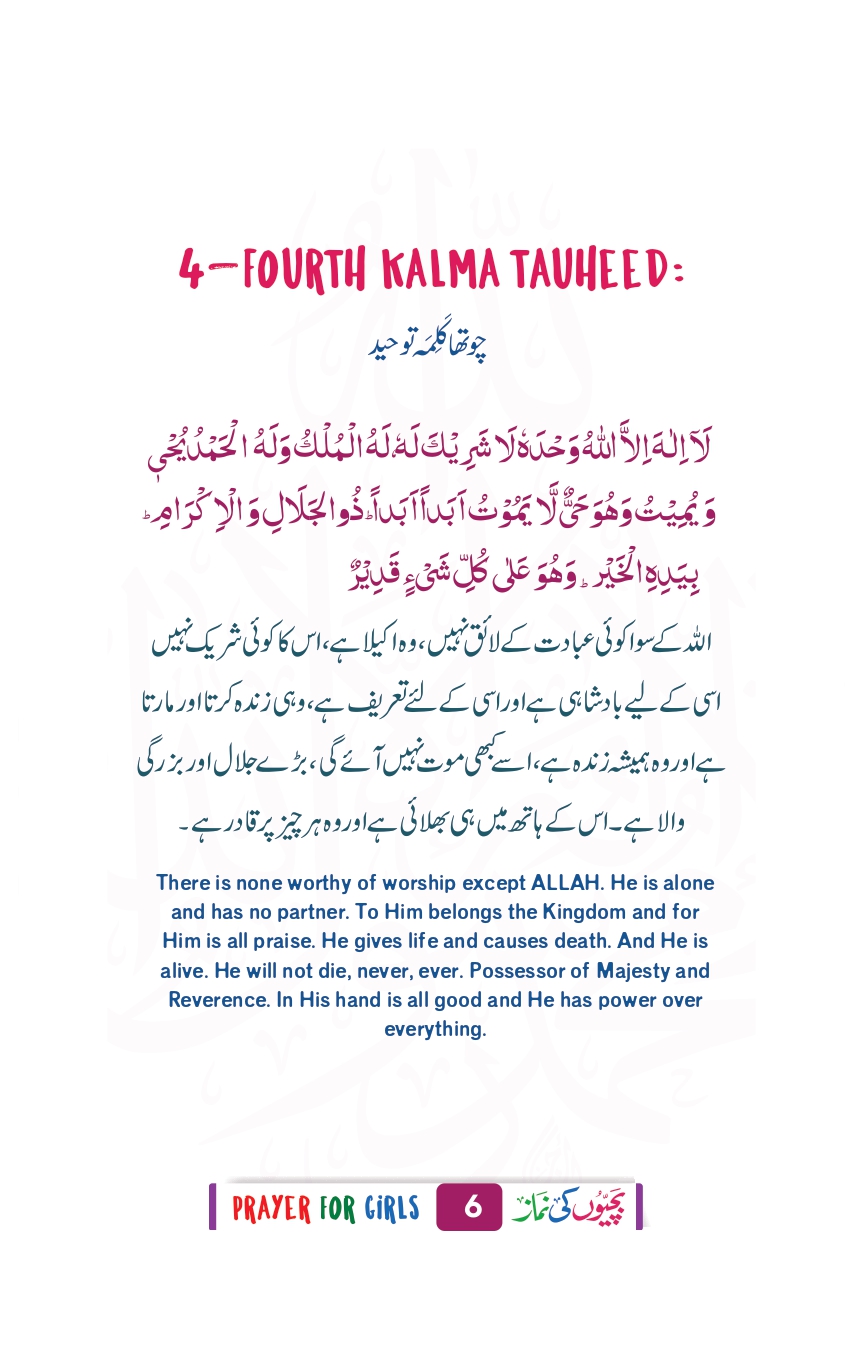 4-FOURTH KALMA TAUHEED:
چوتھا کَلِمَہ توحید
لَآ اِلٰهَ اِلاَّ اللهُ وَحْدَهٗ لَا شَرِيْكَ لَهٗ، لَهُ الْمُلْكُ وَلَهُ الْحَمْدُ يُحْيٖ
وَ يُمِيْتُ وَهُوَ حَیٌّ لَّا يَمُوْتُ اَبَداً اَبَداً ؕ ذُو الْجَلَالِ وَ الْاِكْرَامِ ؕ
بِيَدِهِ الْخَيْر ؕ وَهُوَ عَلٰى كُلِّ شَیْءٍ قَدِيْرٌ
اللہ کے سوا کوئی عبادت کے لائق نہیں، وہ اکیلا ہے، اس کا کوئی شریک نہیں
اسی کے لیے بادشاہی ہے اور اسی کے لئے تعریف ہے، وہی زندہ کرتا اور مارتا
ہے اور وہ ہمیشہ زندہ ہے، اسے کبھی موت نہیں آئے گی، بڑے جلال اور بزرگی
والا ہے۔ اس کے ہاتھ میں ہی بھلائی ہے اور وہ ہر چیز پر قادر ہے۔
There is none worthy of worship except ALLAH. He is alone
and has no partner. To Him belongs the Kingdom and for
Him is all praise. He gives life and causes death. And He is
alive. He will not die, never, ever. Possessor of Majesty and
Reverence. In His hand is all good and He has power over
everything.
PRAYER FOR GiRLS 6 بچیّوں کی نماز